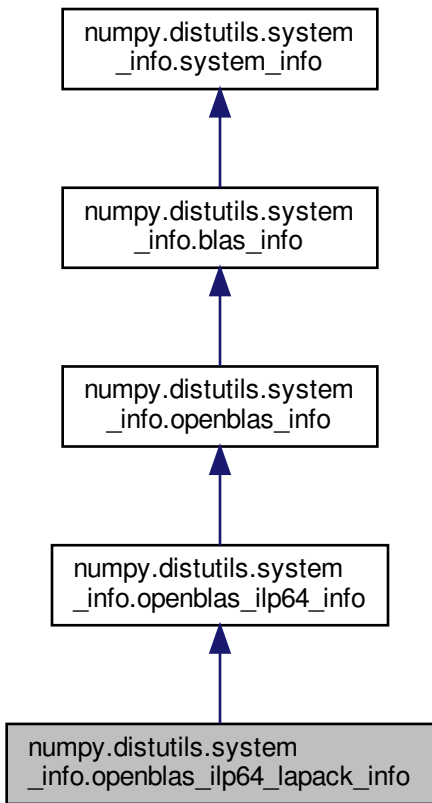 numpy.distutils.system
_info.system_info
numpy.distutils.system
_info.blas_info
numpy.distutils.system
_info.openblas_info
numpy.distutils.system
_info.openblas_ilp64_info
numpy.distutils.system
_info.openblas_ilp64_lapack_info